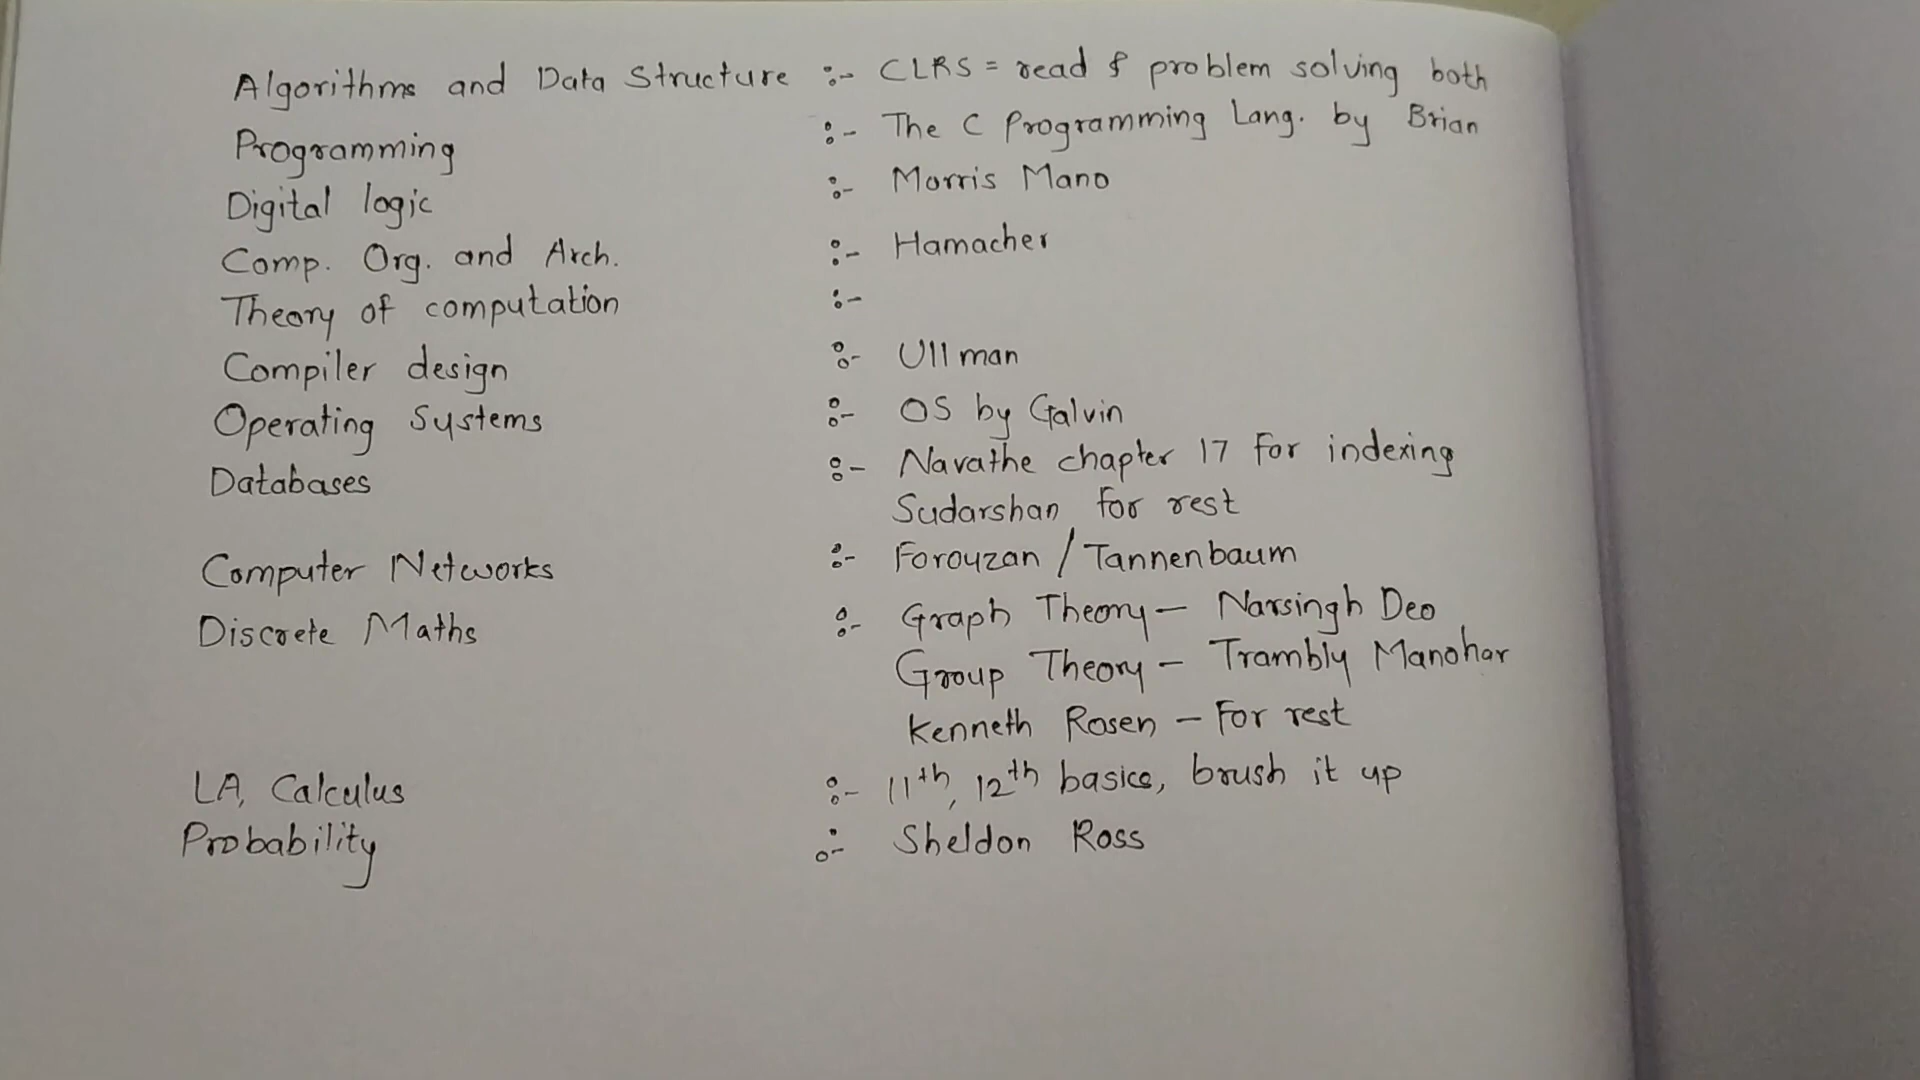 Algorithms and Data Structure :- CLRS = read & problem solving both
Programming :- The C Programming Lang. by Brian
Digital logic :- Morris Mano
Comp. Org. and Arch. :- Hamacher
Theory of computation :-
Compiler design :- Ullman
Operating Systems :- OS by Galvin
Databases :- Navathe chapter 17 for indexing
Sudarshan for rest
Computer Networks :- Forouzan / Tannenbaum
Discrete Maths :- Graph Theory - Narsingh Deo
Group Theory - Trambly Manohar
Kenneth Rosen - For rest
LA, Calculus :- 11th, 12th basics, brush it up
Probability :- Sheldon Ross